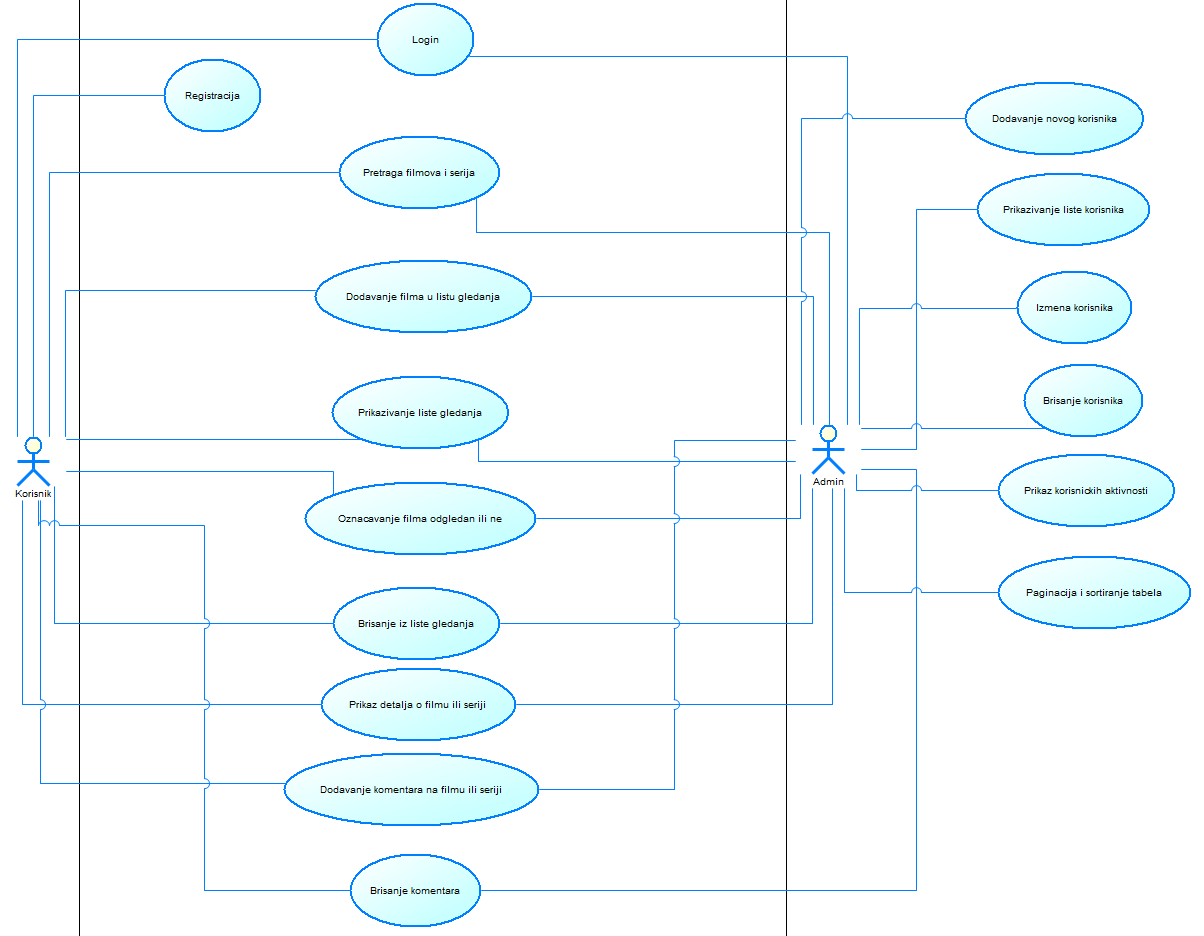 Login
Registracija
Dodavanje novog korisnika
Pretraga filmova i serija
Prikazivanje liste korisnika
Dodavanje filma u listu gledanja
Izmena korisnika
Prikazivanje liste gledanja
Brisanje korisnika
Korisnik
Admin
Prikaz korisnickih aktivnosti
Oznacavanje filma odgledan ili ne
Paginacija i sortiranje tabela
Brisanje iz liste gledanja
Prikaz detalja o filmu ili seriji
Dodavanje komentara na filmu ili seriji
Brisanje komentara